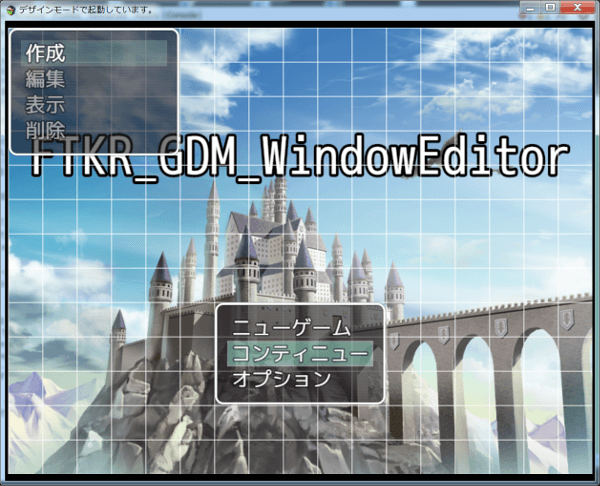 デザインモードで起動しています。
作成
編集
表示
削除
FTKR_GDM_WindowEditor
ニューゲーム
コンティニュー
オプション